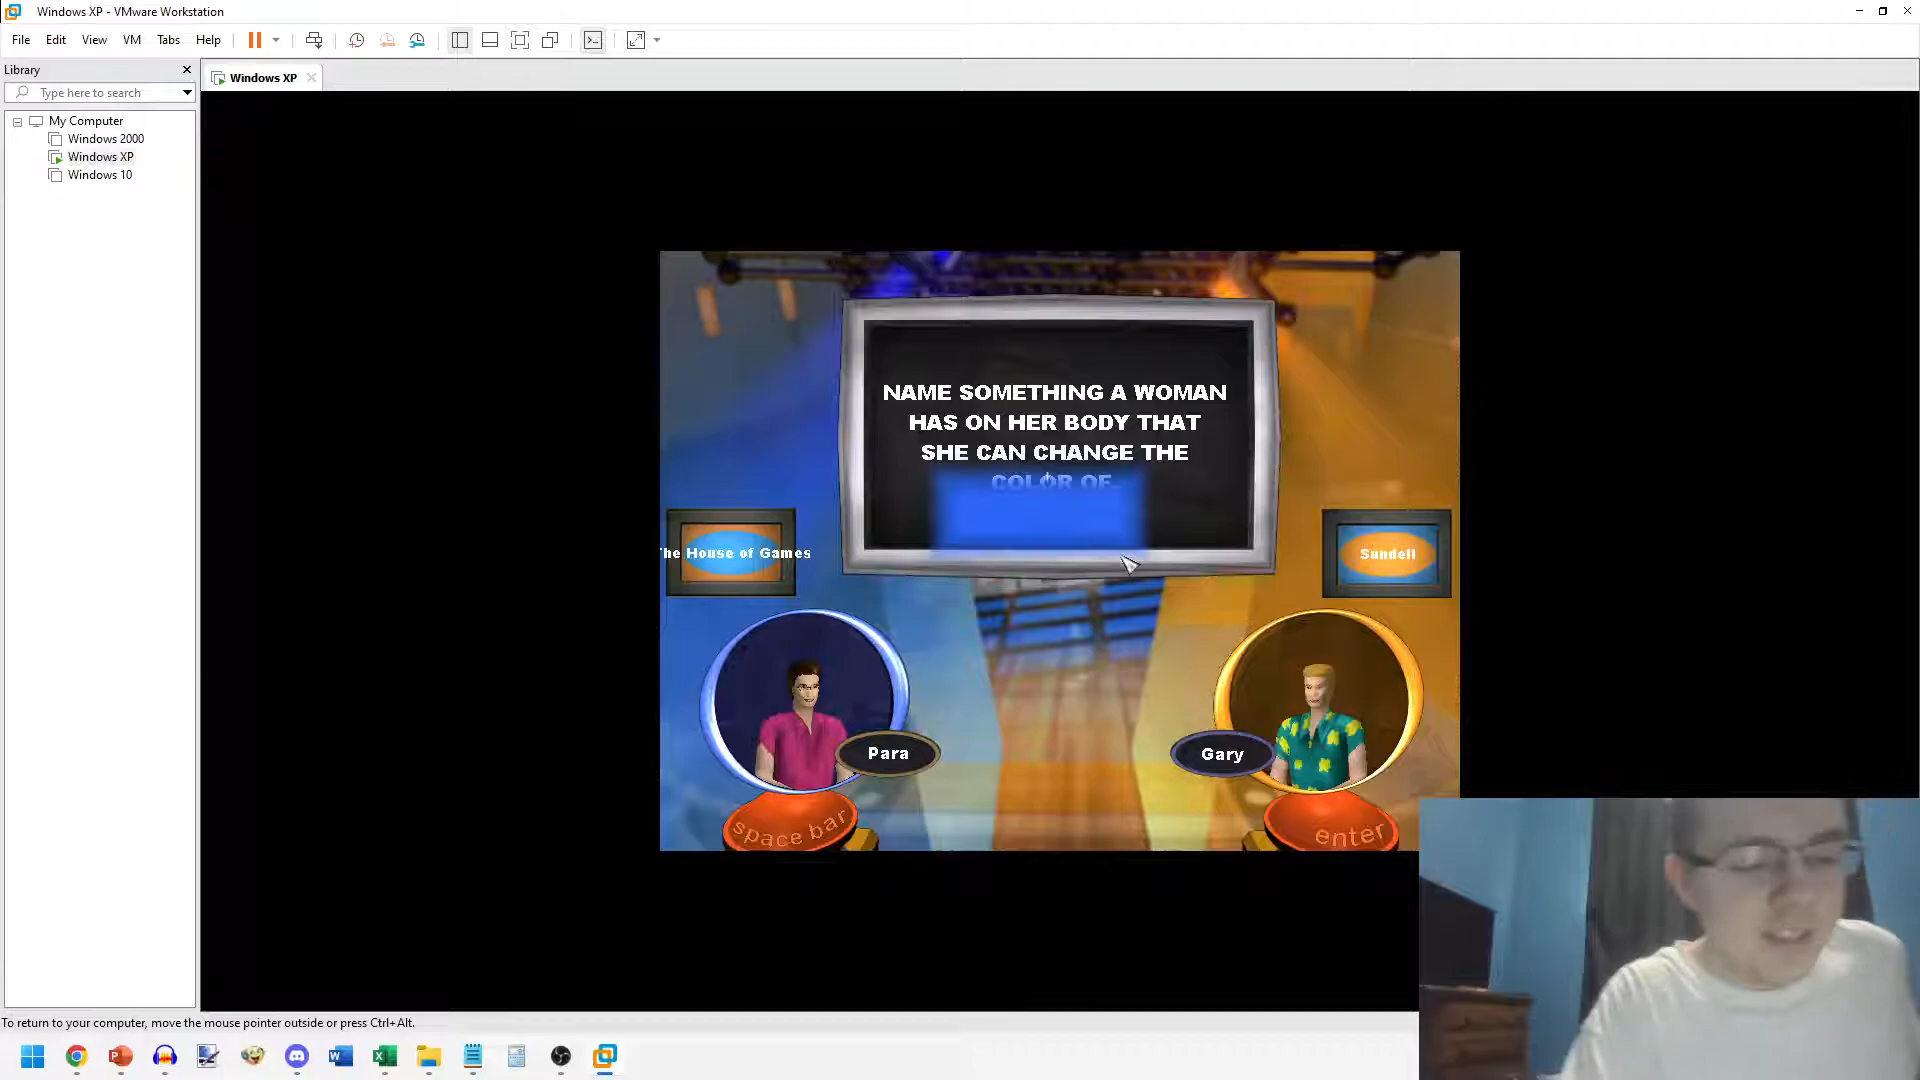 Windows XP - VMware Workstation
File Edit View VM Tabs Help
Library
Windows XP
Type here to search
My Computer
Windows 2000
Windows XP
Windows 10
NAME SOMETHING A WOMAN
HAS ON HER BODY THAT
SHE CAN CHANGE THE
COLOR OF
The House of Games
Sundell
Para
Gary
space bar
enter
To return to your computer, move the mouse pointer outside or press Ctrl+Alt.